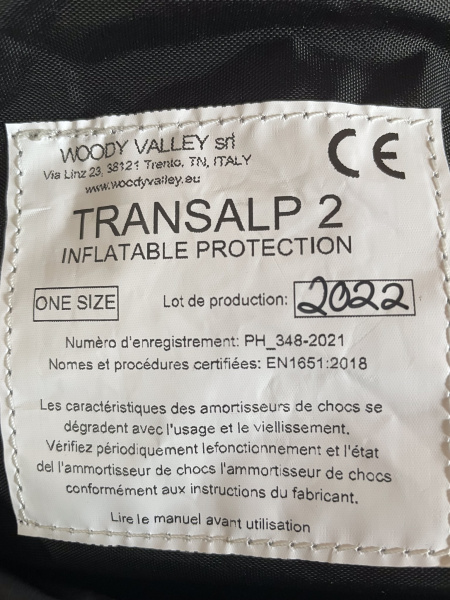 WOODY VALLEY srl
Via Linz 23, 38121 Trento, TN, ITALY
www.woodyvalley.eu
CE
TRANSALP 2
INFLATABLE PROTECTION
ONE SIZE Lot de production: 2022
Numèro d'enregistrement: PH_348-2021
Nomes et procédures certifiées: EN1651:2018
Les caractéristiques des amortisseurs de chocs se
dégradent avec l'usage et le viellissement.
Vérifiez périodiquement lefonctionnement et l'état
del l'ammortisseur de chocs l'ammortisseur de chocs
conformément aux instructions du fabricant.
Lire le manuel avant utilisation